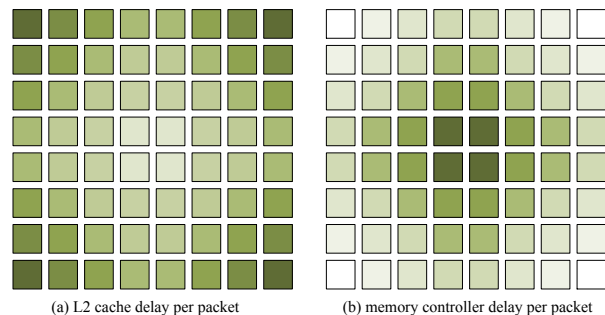 (a) L2 cache delay per packet
(b) memory controller delay per packet